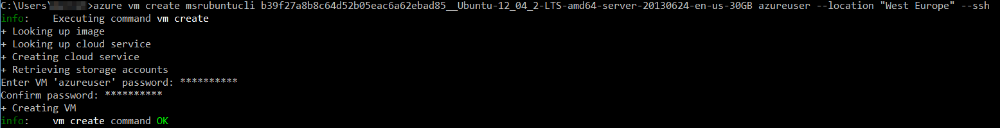 C:\Users\ >azure vm create msrubuntucli b39f27a8b8c64d52b05eac6a62ebad85__Ubuntu-12_04_2-LTS-amd64-server-20130624-en-us-30GB azureuser --location "West Europe" --ssh
info:    Executing command vm create
+ Looking up image
+ Looking up cloud service
+ Creating cloud service
+ Retrieving storage accounts
Enter VM 'azureuser' password: **********
Confirm password: **********
+ Creating VM
info:    vm create command OK